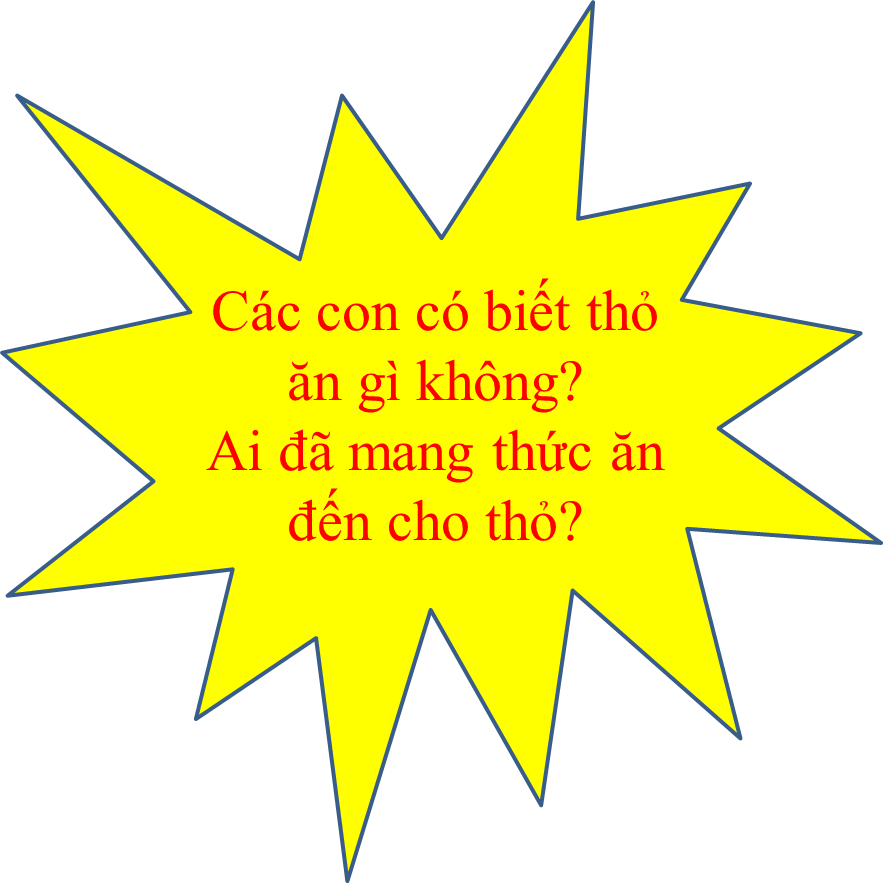 Các con có biết thỏ
ăn gì không?
Ai đã mang thức ăn
đến cho thỏ?